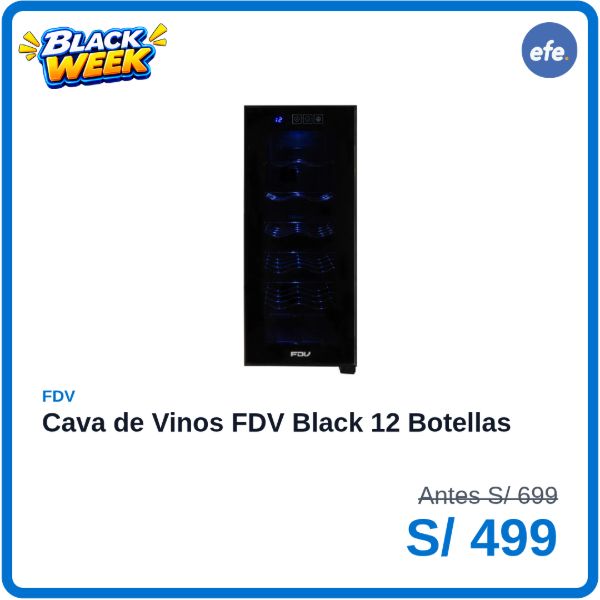 BLACK
WEEK
efe.
12
FDV
FDV
Cava de Vinos FDV Black 12 Botellas
Antes S/ 699
S/ 499